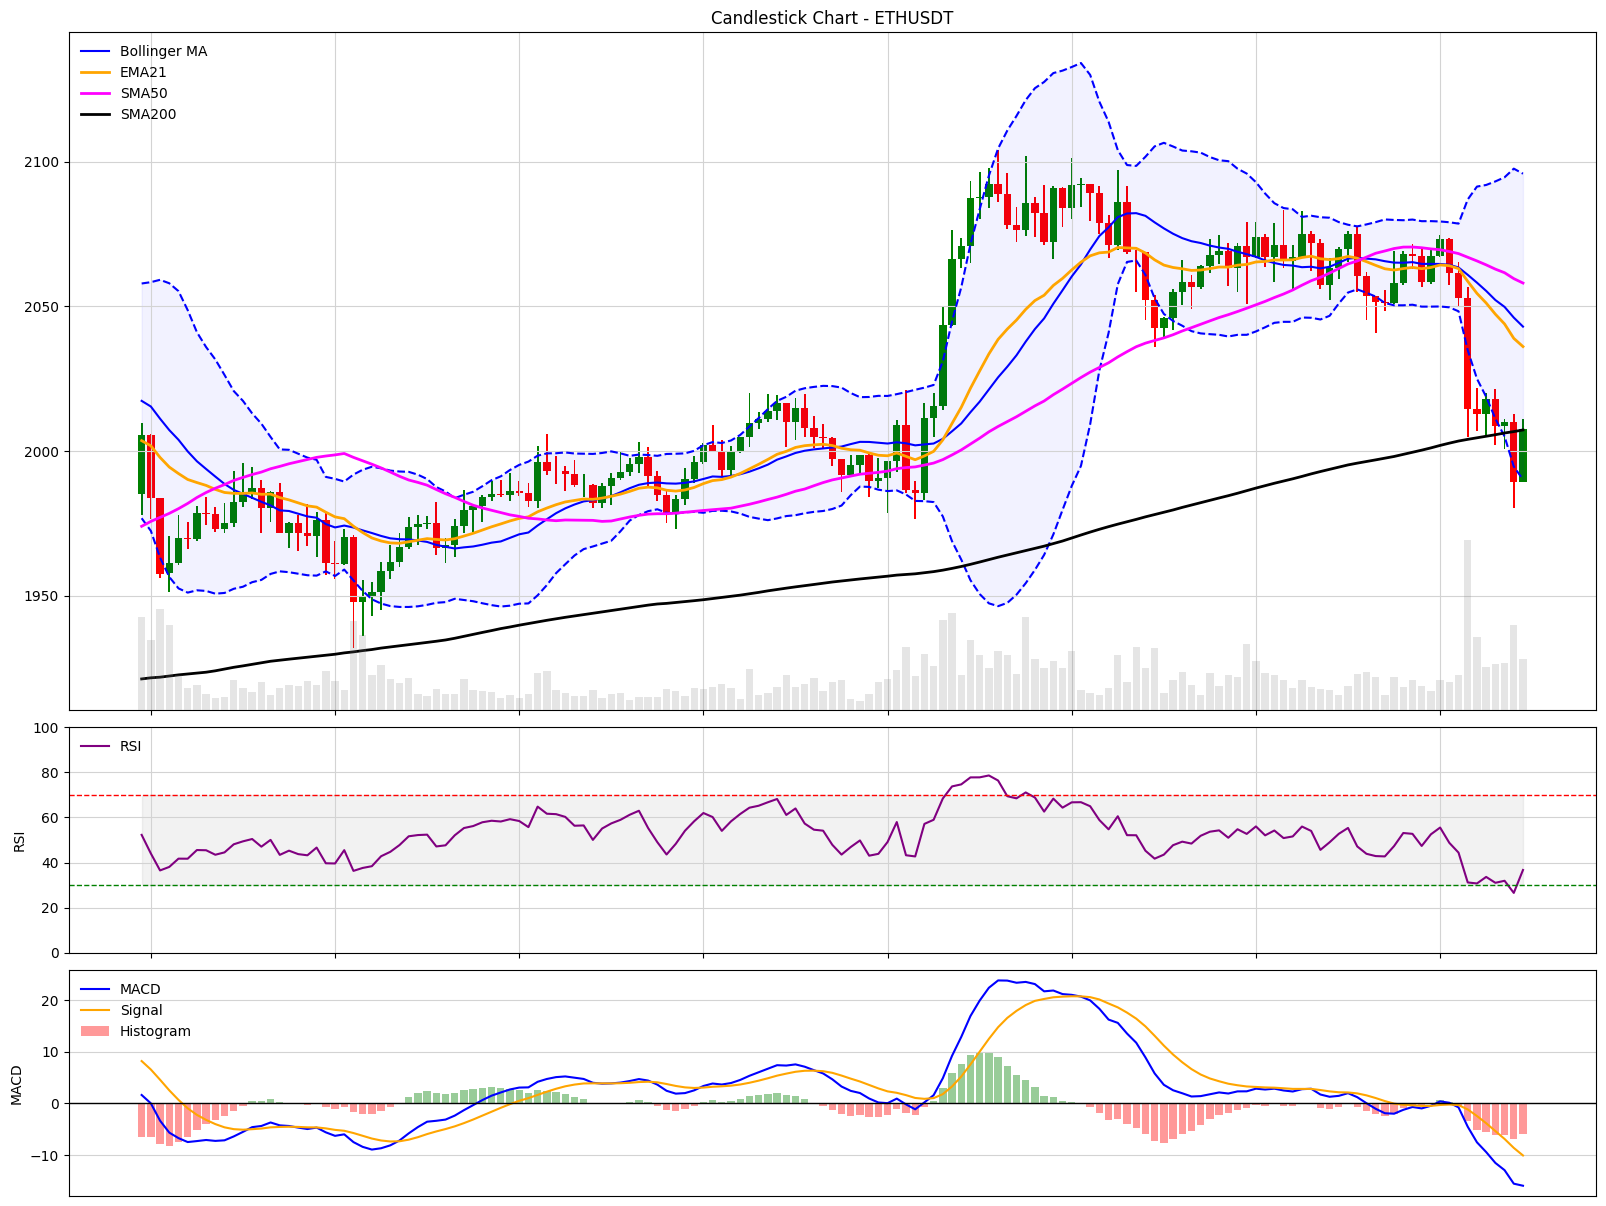 Candlestick Chart - ETHUSDT
Bollinger MA
EMA21
SMA50
SMA200
2100
2050
2000
1950
RSI
100
80
60
40
20
0
RSI
MACD
Signal
Histogram
20
10
0
−10
MACD